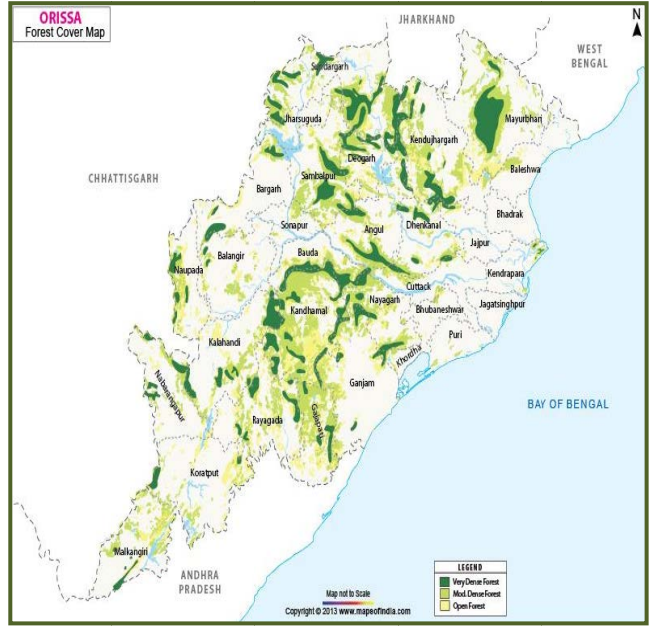 ORISSA
Forest Cover Map
JHARKHAND
N
WEST
BENGAL
Sundargarh
Jharsuguda
Mayurbhanj
Kendujhargarh
Deogarh
Baleshwar
Sambalpur
CHHATTISGARH
Bargarh
Bhadrak
Sonapur
Angul
Dhenkanal
Jajpur
Balangir
Bauda
Naupada
Kendrapara
Cuttack
Nayagarh
Jagatsinghpur
Kandhamal
Bhubaneshwar
Puri
Kalahandi
Khordha
Ganjam
Nabarangapur
BAY OF BENGAL
Rayagada
Gajapati
Koratput
Malkangiri
ANDHRA
PRADESH
LEGEND
Very Dense Forest
Mod. Dense Forest
Open Forest
Map not to Scale
Copyright © 2013 www.mapsofindia.com